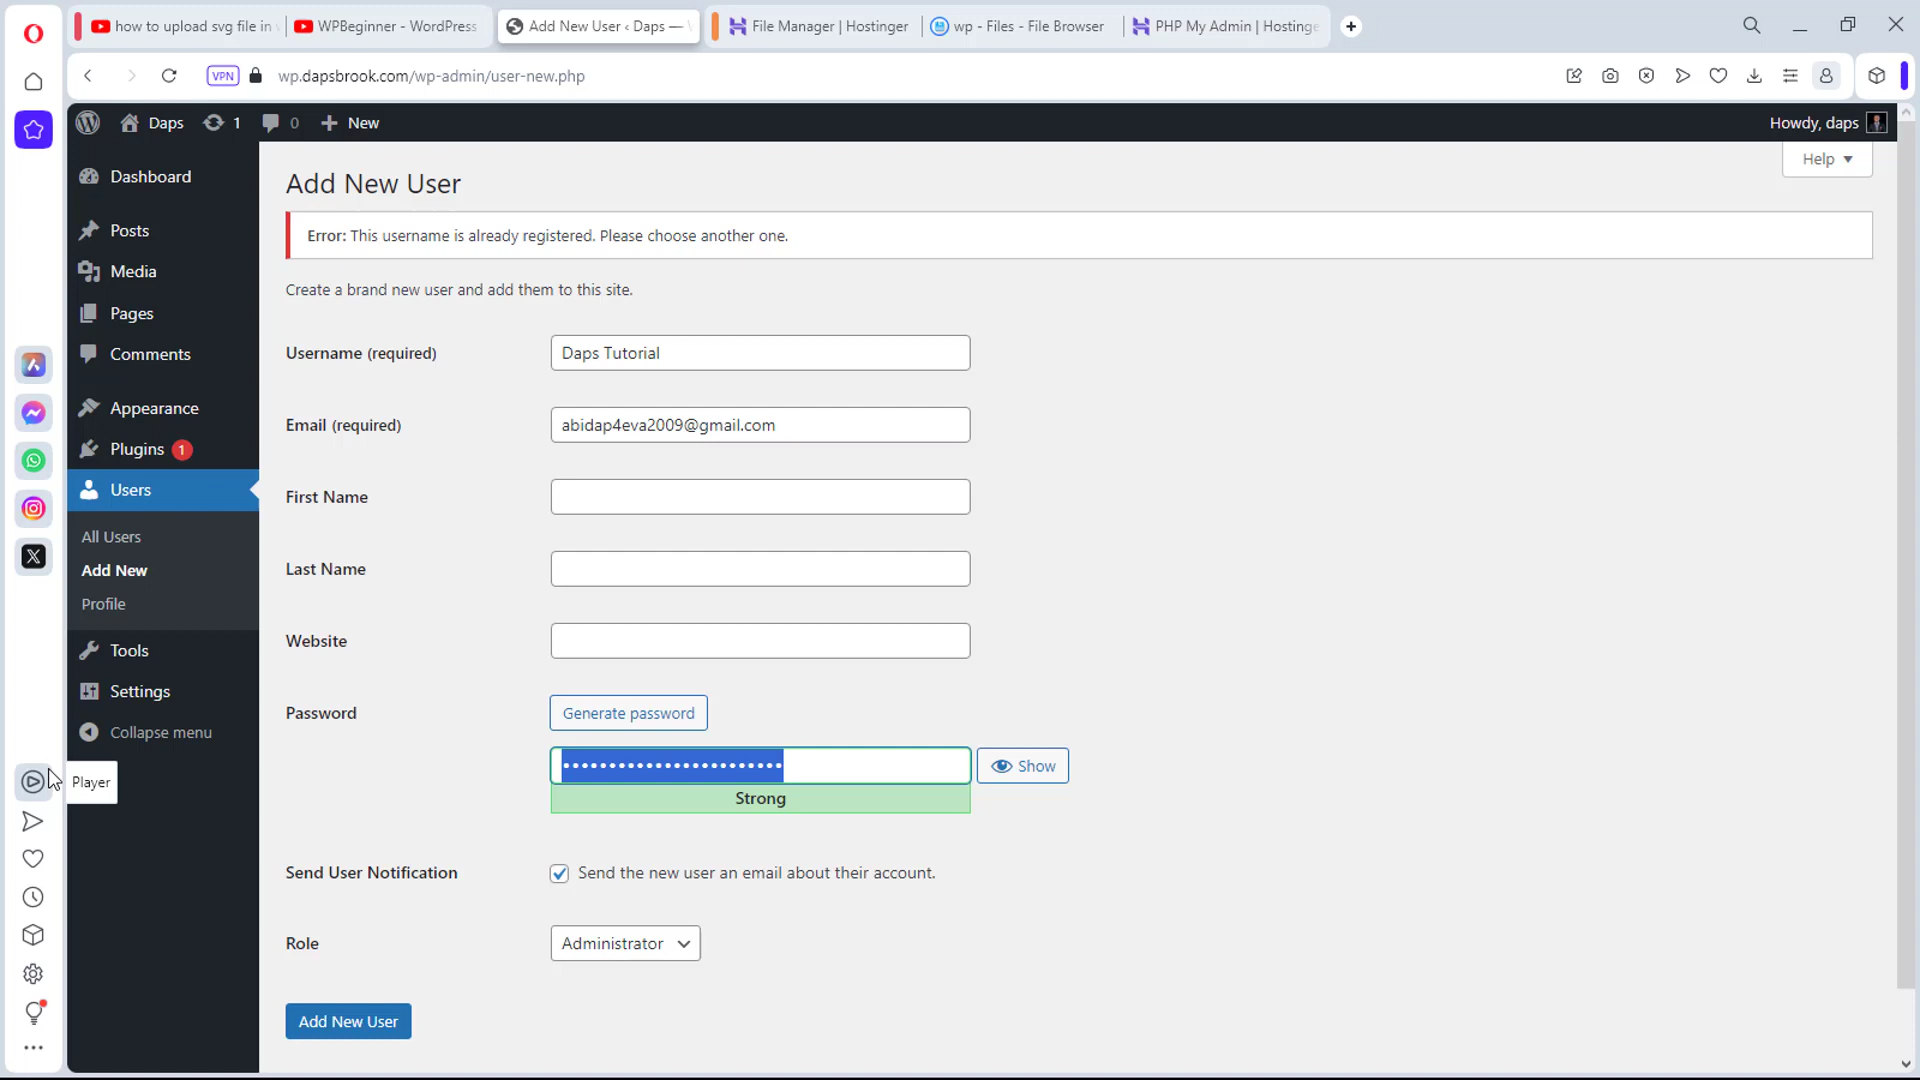 how to upload svg file in
WPBeginner - WordPress
Add New User ‹ Daps —
File Manager | Hostinger
wp - Files - File Browser
PHP My Admin | Hostinge
VPN
wp.dapsbrook.com/wp-admin/user-new.php
Daps
1
0
New
Howdy, daps
Help
Dashboard
Posts
Media
Pages
Comments
Appearance
Plugins 1
Users
All Users
Add New
Profile
Tools
Settings
Collapse menu
Player
Add New User
Error: This username is already registered. Please choose another one.
Create a brand new user and add them to this site.
Username (required)
Daps Tutorial
Email (required)
abidap4eva2009@gmail.com
First Name
Last Name
Website
Password
Generate password
Show
Strong
Send User Notification
Send the new user an email about their account.
Role
Administrator
Add New User